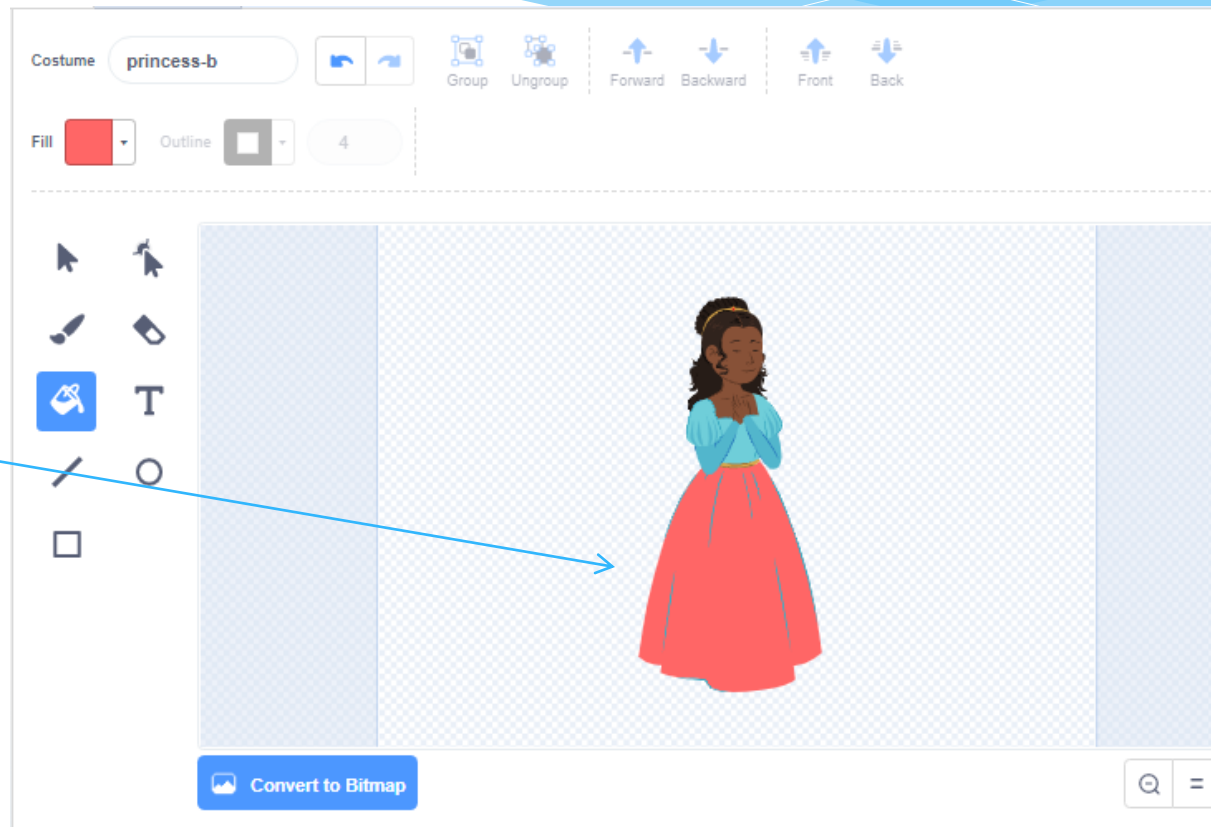 Costume princess-b
Group Ungroup Forward Backward Front Back
Fill Outline 4
T
Convert to Bitmap
=